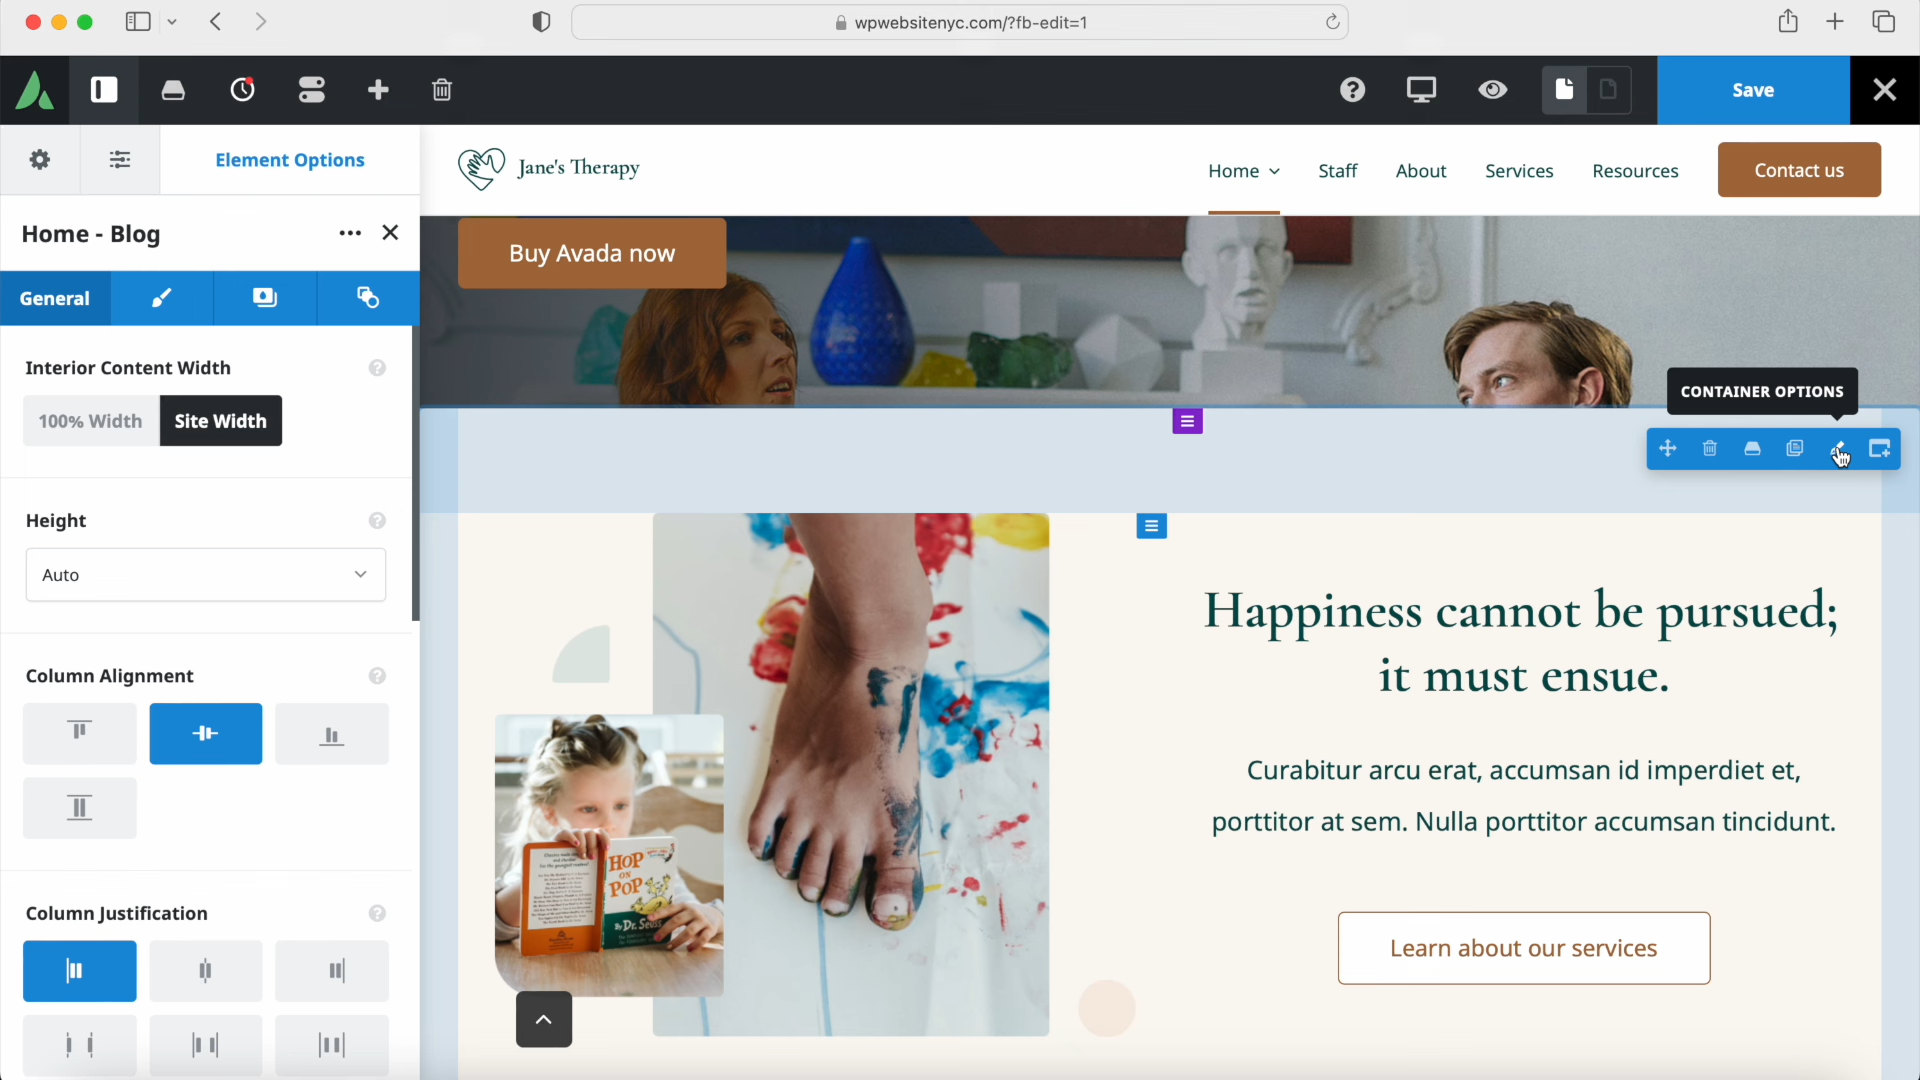 wpwebsitenyc.com/?fb-edit=1
Save
Element Options
Jane's Therapy
Home
Staff
About
Services
Resources
Contact us
Home - Blog
Buy Avada now
General
Interior Content Width
100% Width
Site Width
CONTAINER OPTIONS
Height
Auto
Happiness cannot be pursued;
it must ensue.
Column Alignment
Curabitur arcu erat, accumsan id imperdiet et,
porttitor at sem. Nulla porttitor accumsan tincidunt.
HOP
ON
POP
By Dr. Seuss
Column Justification
Learn about our services